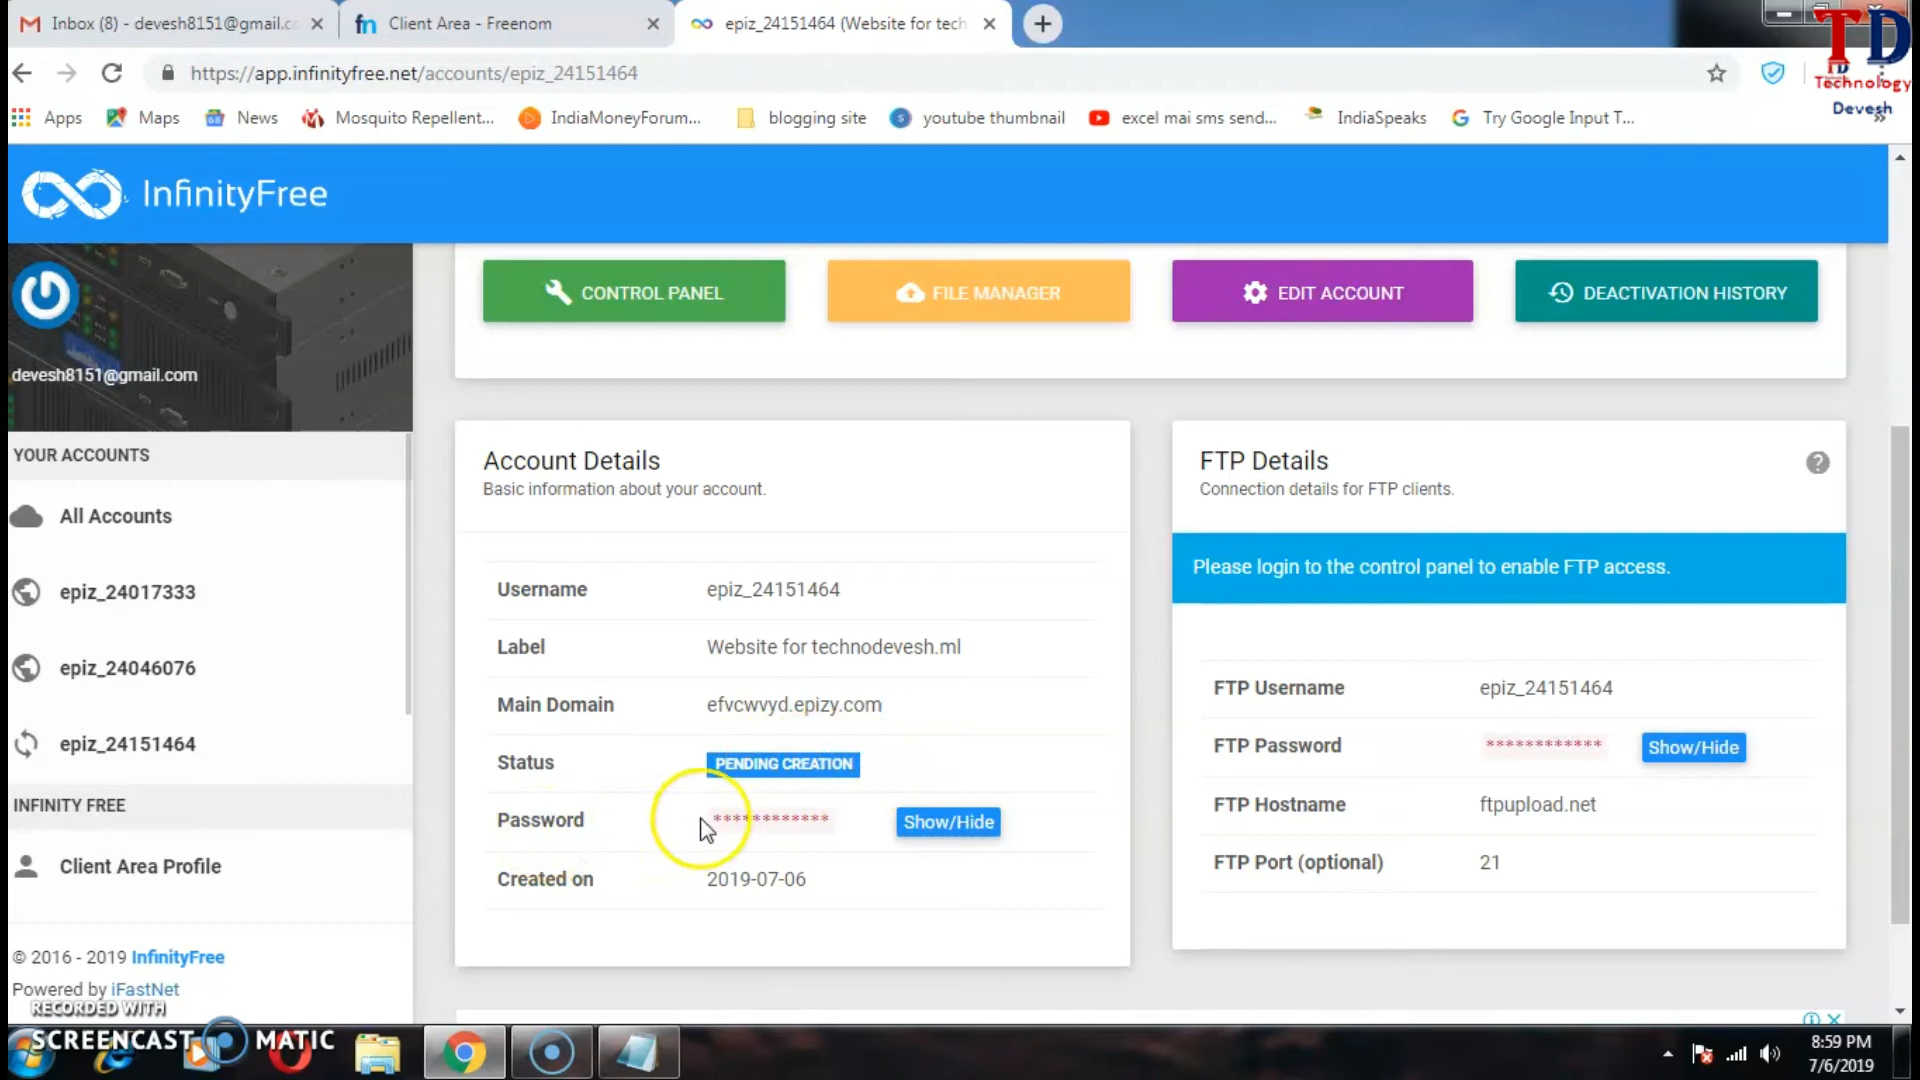 Inbox (8) - devesh8151@gmail.c
Client Area - Freenom
epiz_24151464 (Website for tech
TD
Technology
Devesh
https://app.infinityfree.net/accounts/epiz_24151464
Apps
Maps
News
Mosquito Repellent...
IndiaMoneyForum...
blogging site
youtube thumbnail
excel mai sms send...
IndiaSpeaks
Try Google Input T...
InfinityFree
devesh8151@gmail.com
CONTROL PANEL
FILE MANAGER
EDIT ACCOUNT
DEACTIVATION HISTORY
YOUR ACCOUNTS
All Accounts
epiz_24017333
epiz_24046076
epiz_24151464
INFINITY FREE
Client Area Profile
© 2016 - 2019 InfinityFree
Powered by iFastNet
Account Details
Basic information about your account.
Username epiz_24151464
Label Website for technodevesh.ml
Main Domain efvcwvyd.epizy.com
Status PENDING CREATION
Password ************ Show/Hide
Created on 2019-07-06
FTP Details
Connection details for FTP clients.
Please login to the control panel to enable FTP access.
FTP Username epiz_24151464
FTP Password ************ Show/Hide
FTP Hostname ftpupload.net
FTP Port (optional) 21
RECORDED WITH
SCREENCAST MATIC
8:59 PM
7/6/2019